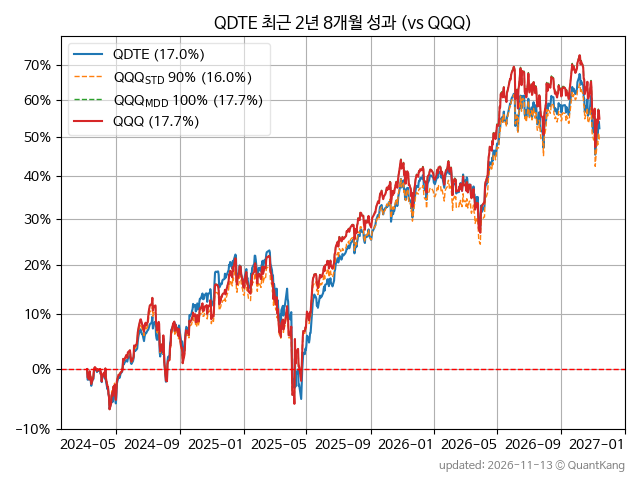 QDTE 최근 2년 8개월 성과 (vs QQQ)
QDTE (17.0%)
QQQSTD 90% (16.0%)
QQQMDD 100% (17.7%)
QQQ (17.7%)
70%
60%
50%
40%
30%
20%
10%
0%
−10%
2024-05 2024-09 2025-01 2025-05 2025-09 2026-01 2026-05 2026-09 2027-01
updated: 2026-11-13 © QuantKang